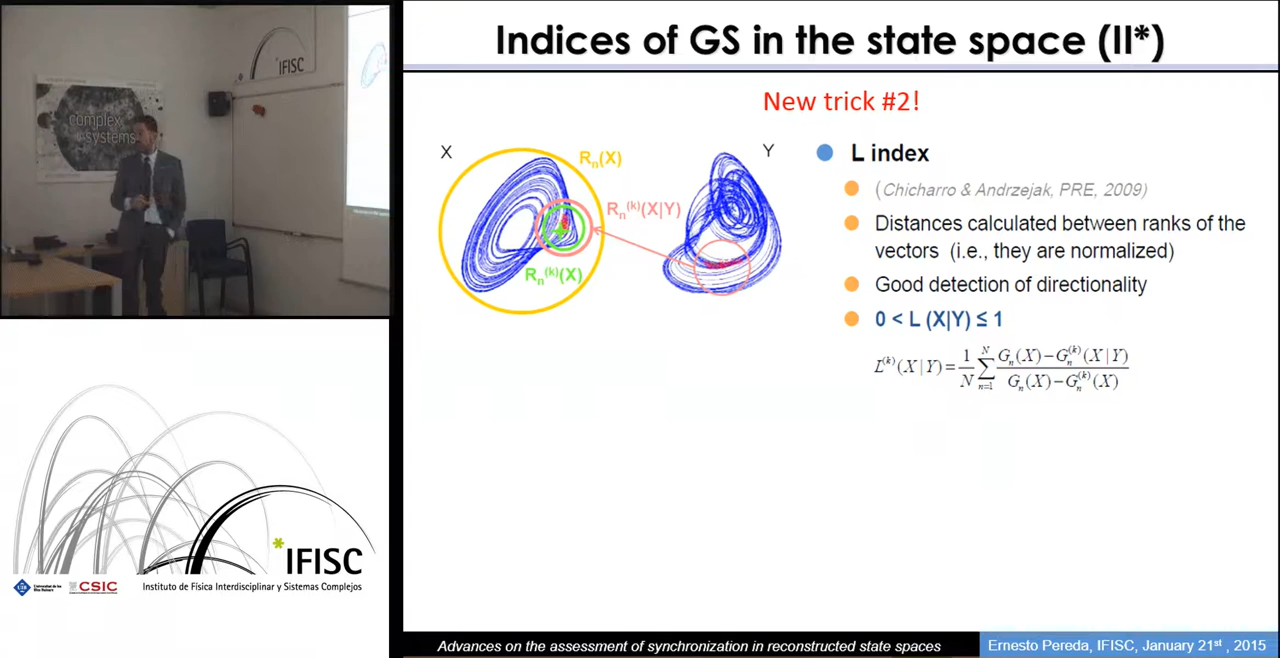 IFISC
complex
systems
Indices of GS in the state space (II*)
New trick #2!
X
Rn(X)
Y
Rn(k)(X|Y)
Rn(k)(X)
L index
(Chicharro & Andrzejak, PRE, 2009)
Distances calculated between ranks of the
vectors (i.e., they are normalized)
Good detection of directionality
0 < L (X|Y) ≤ 1
L(k)(X|Y) = 1/N ∑n=1N (Gn(X)−Gn(k)(X|Y))/(Gn(X)−Gn(k)(X))
*IFISC
UIB
CSIC
Instituto de Física Interdisciplinar y Sistemas Complejos
Advances on the assessment of synchronization in reconstructed state spaces
Ernesto Pereda, IFISC, January 21st , 2015